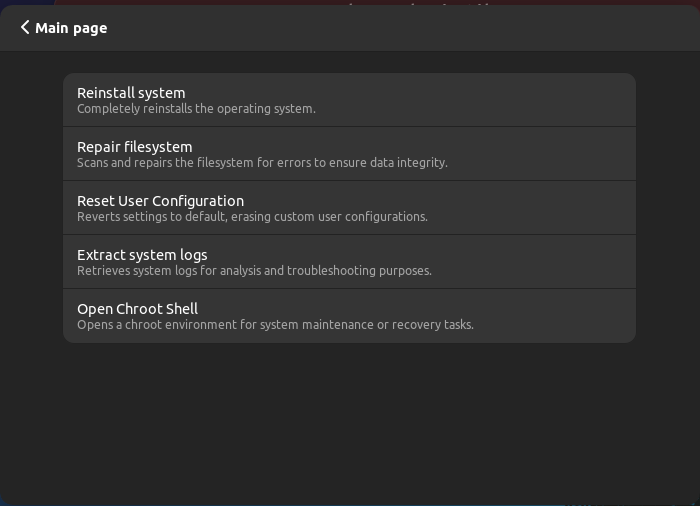 Main page
Reinstall system
Completely reinstalls the operating system.
Repair filesystem
Scans and repairs the filesystem for errors to ensure data integrity.
Reset User Configuration
Reverts settings to default, erasing custom user configurations.
Extract system logs
Retrieves system logs for analysis and troubleshooting purposes.
Open Chroot Shell
Opens a chroot environment for system maintenance or recovery tasks.